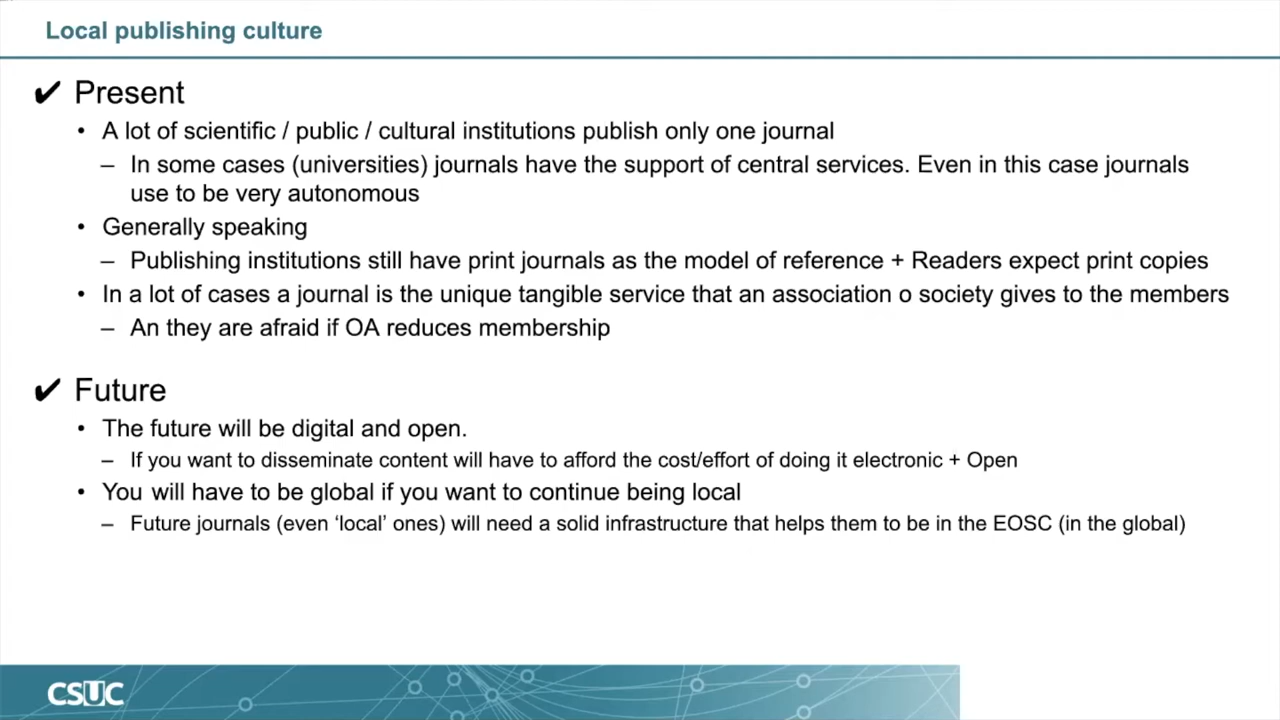 Local publishing culture
✔ Present
• A lot of scientific / public / cultural institutions publish only one journal
– In some cases (universities) journals have the support of central services. Even in this case journals
use to be very autonomous
• Generally speaking
– Publishing institutions still have print journals as the model of reference + Readers expect print copies
• In a lot of cases a journal is the unique tangible service that an association o society gives to the members
– An they are afraid if OA reduces membership
✔ Future
• The future will be digital and open.
– If you want to disseminate content will have to afford the cost/effort of doing it electronic + Open
• You will have to be global if you want to continue being local
– Future journals (even ‘local’ ones) will need a solid infrastructure that helps them to be in the EOSC (in the global)
CSUC